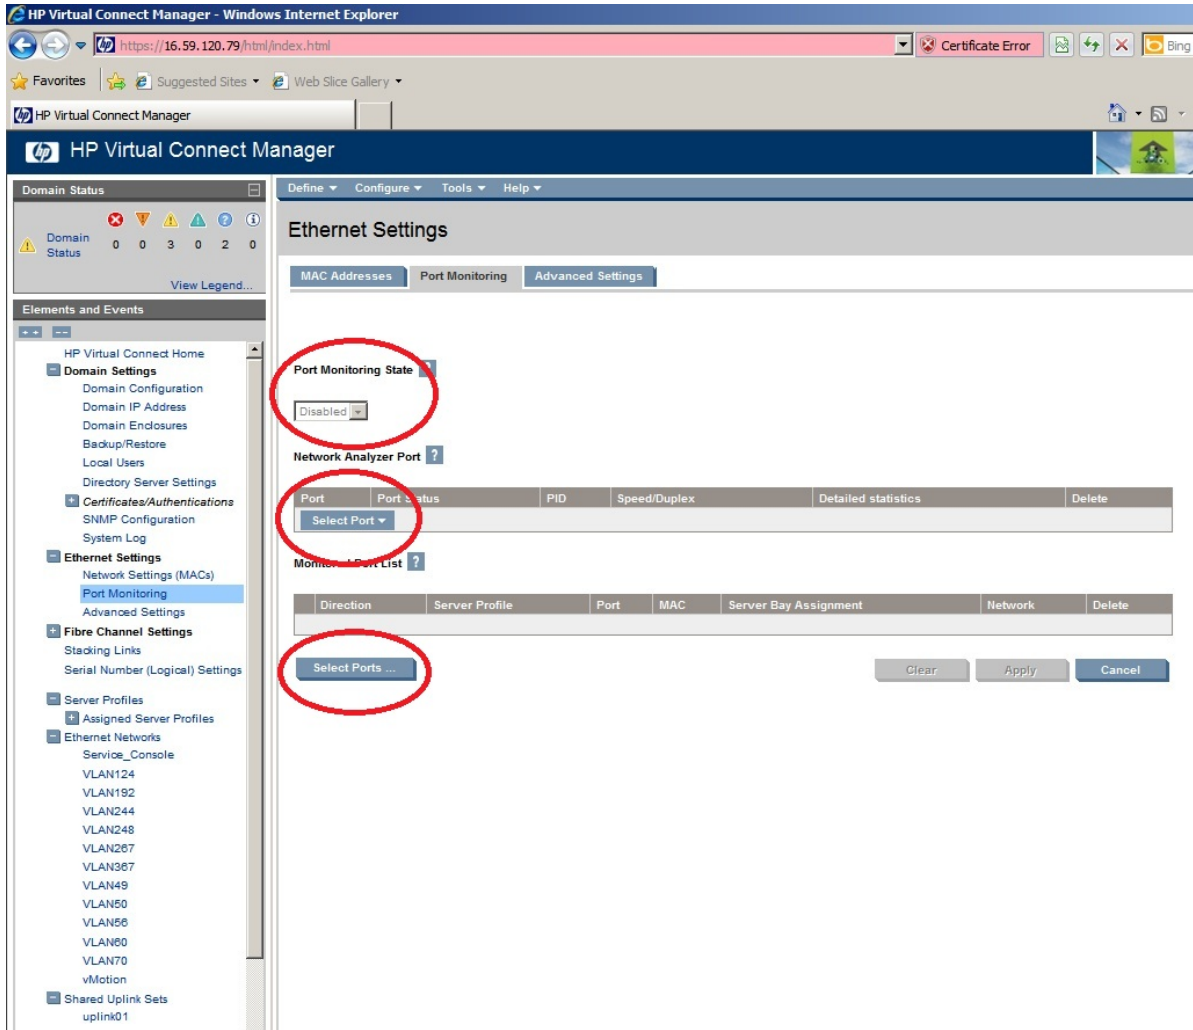 HP Virtual Connect Manager - Windows Internet Explorer
https://16.59.120.79/html/index.html
Certificate Error
Bing
Favorites
Suggested Sites
Web Slice Gallery
HP Virtual Connect Manager
hp
HP Virtual Connect Manager
Domain Status
Domain Status
0 0 3 0 2 0
View Legend...
Elements and Events
HP Virtual Connect Home
Domain Settings
Domain Configuration
Domain IP Address
Domain Enclosures
Backup/Restore
Local Users
Directory Server Settings
Certificates/Authentications
SNMP Configuration
System Log
Ethernet Settings
Network Settings (MACs)
Port Monitoring
Advanced Settings
Fibre Channel Settings
Stacking Links
Serial Number (Logical) Settings
Server Profiles
Assigned Server Profiles
Ethernet Networks
Service_Console
VLAN124
VLAN192
VLAN244
VLAN248
VLAN267
VLAN367
VLAN49
VLAN50
VLAN56
VLAN60
VLAN70
vMotion
Shared Uplink Sets
uplink01
Define Configure Tools Help
Ethernet Settings
MAC Addresses Port Monitoring Advanced Settings
Port Monitoring State ?
Disabled
Network Analyzer Port ?
Port Port Status PID Speed/Duplex Detailed statistics Delete
Select Port
Monitored Port List ?
Direction Server Profile Port MAC Server Bay Assignment Network Delete
Select Ports ... Clear Apply Cancel